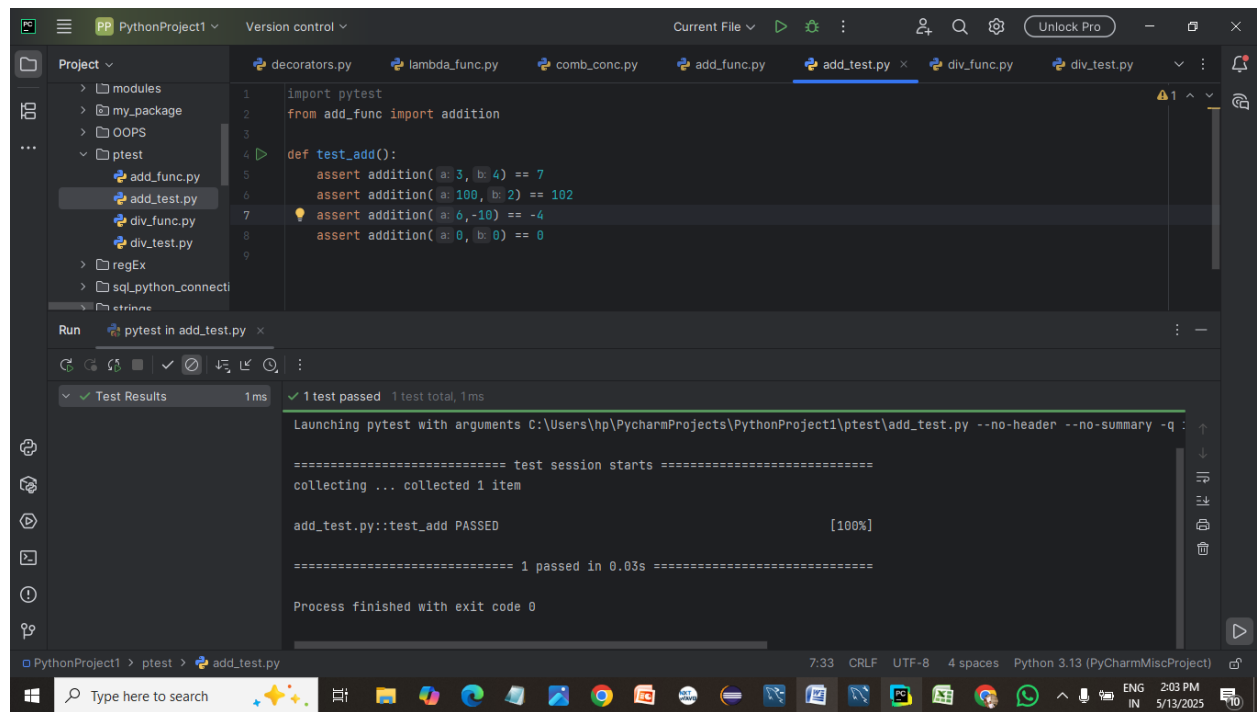 PC
PP PythonProject1 Version control Current File Unlock Pro
Project decorators.py lambda_func.py comb_conc.py add_func.py add_test.py div_func.py div_test.py
modules
my_package
OOPS
ptest
add_func.py
add_test.py
div_func.py
div_test.py
regEx
sql_python_connecti
strings
1 import pytest
2 from add_func import addition
3
4 def test_add():
5 assert addition( a: 3, b: 4) == 7
6 assert addition( a: 100, b: 2) == 102
7 assert addition( a: 6,-10) == -4
8 assert addition( a: 0, b: 0) == 0
9
1
Run pytest in add_test.py
Test Results 1 ms
1 test passed 1 test total, 1 ms
Launching pytest with arguments C:\Users\hp\PycharmProjects\PythonProject1\ptest\add_test.py --no-header --no-summary -q
============================= test session starts =============================
collecting ... collected 1 item
add_test.py::test_add PASSED [100%]
============================== 1 passed in 0.03s ==============================
Process finished with exit code 0
PythonProject1 > ptest > add_test.py 7:33 CRLF UTF-8 4 spaces Python 3.13 (PyCharmMiscProject)
Type here to search ENG 2:03 PM
IN 5/13/2025 10